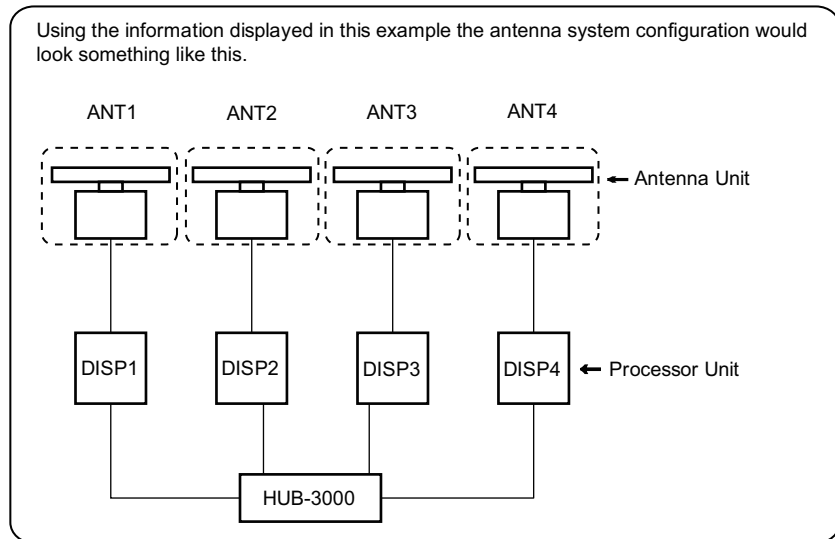 Using the information displayed in this example the antenna system configuration would
look something like this.
ANT1 ANT2 ANT3 ANT4
Antenna Unit
DISP1 DISP2 DISP3 DISP4 Processor Unit
HUB-3000